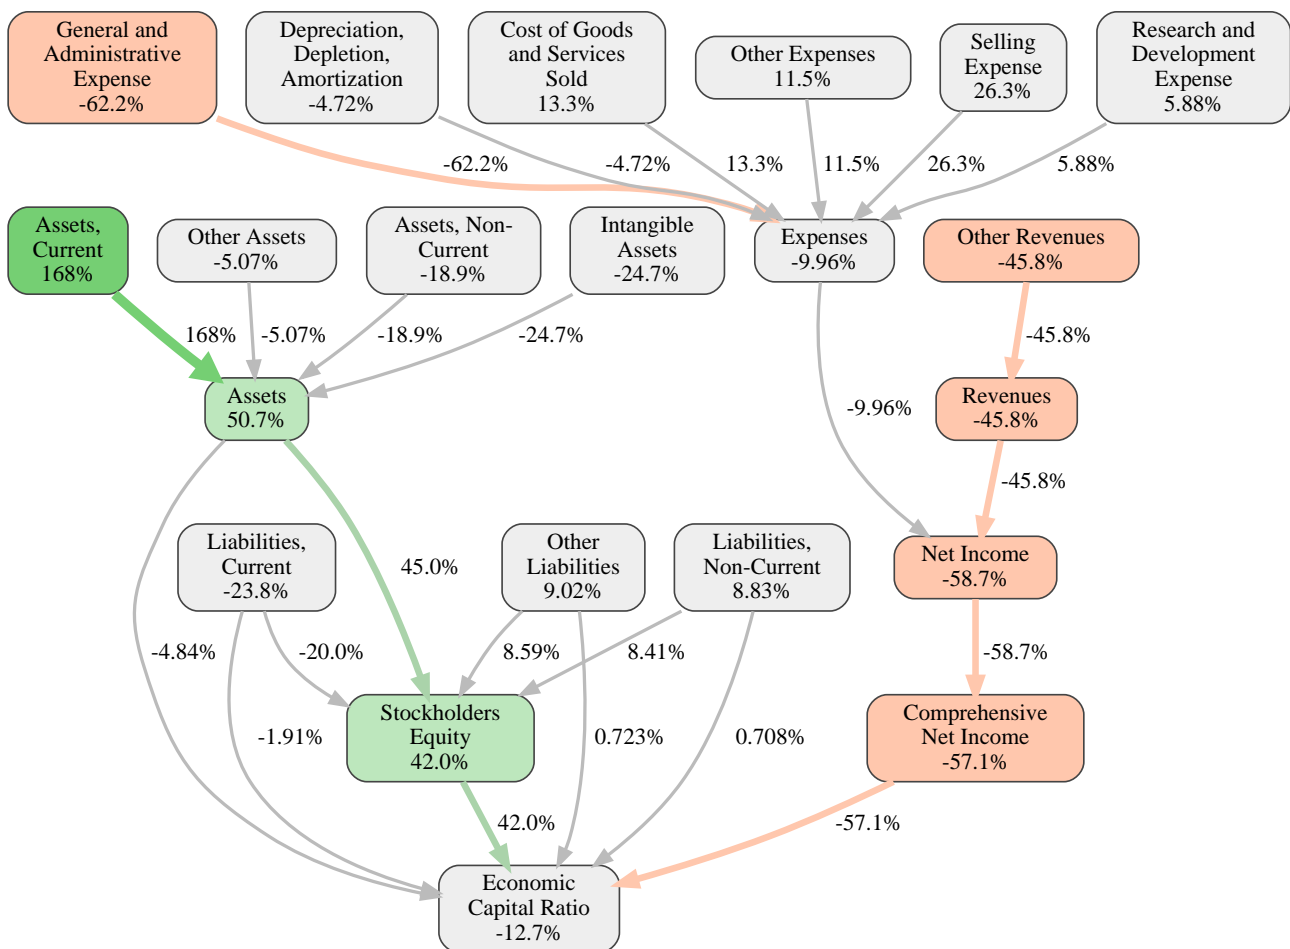 General and
Administrative
Expense
-62.2%
Depreciation,
Depletion,
Amortization
-4.72%
Cost of Goods
and Services
Sold
13.3%
Other Expenses
11.5%
Selling
Expense
26.3%
Research and
Development
Expense
5.88%
-62.2%
-4.72%
13.3%
11.5%
26.3%
5.88%
Assets,
Current
168%
Other Assets
-5.07%
Assets, Non-
Current
-18.9%
Intangible
Assets
-24.7%
Expenses
-9.96%
Other Revenues
-45.8%
168%
-5.07%
-18.9%
-24.7%
-45.8%
Assets
50.7%
-9.96%
Revenues
-45.8%
-45.8%
Liabilities,
Current
-23.8%
45.0%
Other
Liabilities
9.02%
Liabilities,
Non-Current
8.83%
Net Income
-58.7%
-4.84%
-20.0%
8.59%
8.41%
-58.7%
Stockholders
Equity
42.0%
Comprehensive
Net Income
-57.1%
-1.91%
0.723%
0.708%
42.0%
-57.1%
Economic
Capital Ratio
-12.7%